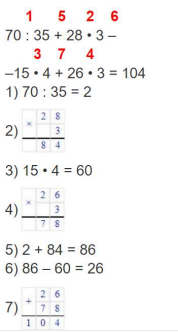 1 5 2 6
70 : 35 + 28 • 3 –
3 7 4
–15 • 4 + 26 • 3 = 104
1) 70 : 35 = 2
2)
× 2 8
3
8 4
3) 15 • 4 = 60
4)
× 2 6
3
7 8
5) 2 + 84 = 86
6) 86 – 60 = 26
7)
+ 2 6
7 8
1 0 4